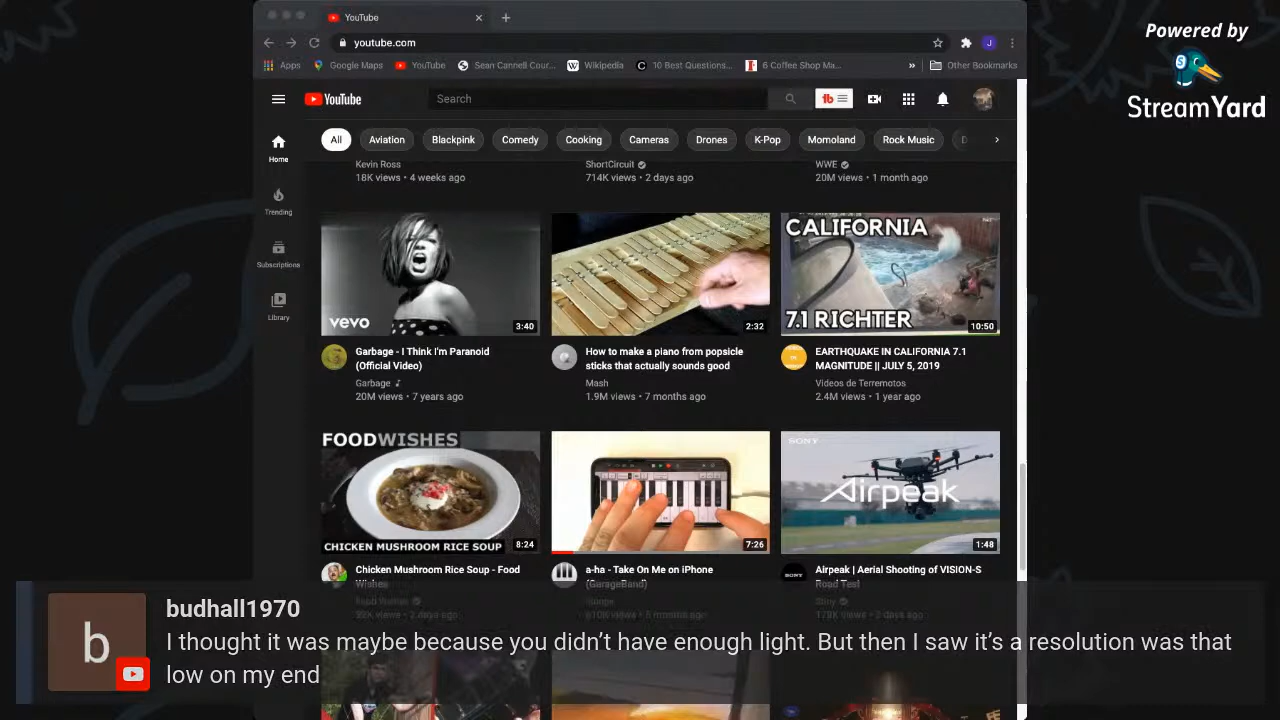 YouTube
youtube.com
Apps Google Maps YouTube Sean Cannell Cour... Wikipedia 10 Best Questions... 6 Coffee Shop Ma... » Other Bookmarks
Powered by
StreamYard
YouTube
Search
All Aviation Blackpink Comedy Cooking Cameras Drones K-Pop Momoland Rock Music
Home
Trending
Subscriptions
Library
Kevin Ross
18K views • 4 weeks ago
ShortCircuit
714K views • 2 days ago
WWE
20M views • 1 month ago
vevo
3:40
2:32
CALIFORNIA
7.1 RICHTER
10:50
Garbage - I Think I'm Paranoid
(Official Video)
Garbage
20M views • 7 years ago
How to make a piano from popsicle
sticks that actually sounds good
Mash
1.9M views • 7 months ago
EARTHQUAKE IN CALIFORNIA 7.1
MAGNITUDE || JULY 5, 2019
Videos de Terremotos
2.4M views • 1 year ago
FOODWISHES
CHICKEN MUSHROOM RICE SOUP
8:24
7:26
SONY
Airpeak
1:48
Chicken Mushroom Rice Soup - Food
Wishes
Food Wishes
a-ha - Take On Me on iPhone
(GarageBand)
Airpeak | Aerial Shooting of VISION-S
Road Test
Sony
b
budhall1970
I thought it was maybe because you didn't have enough light. But then I saw it's a resolution was that
low on my end